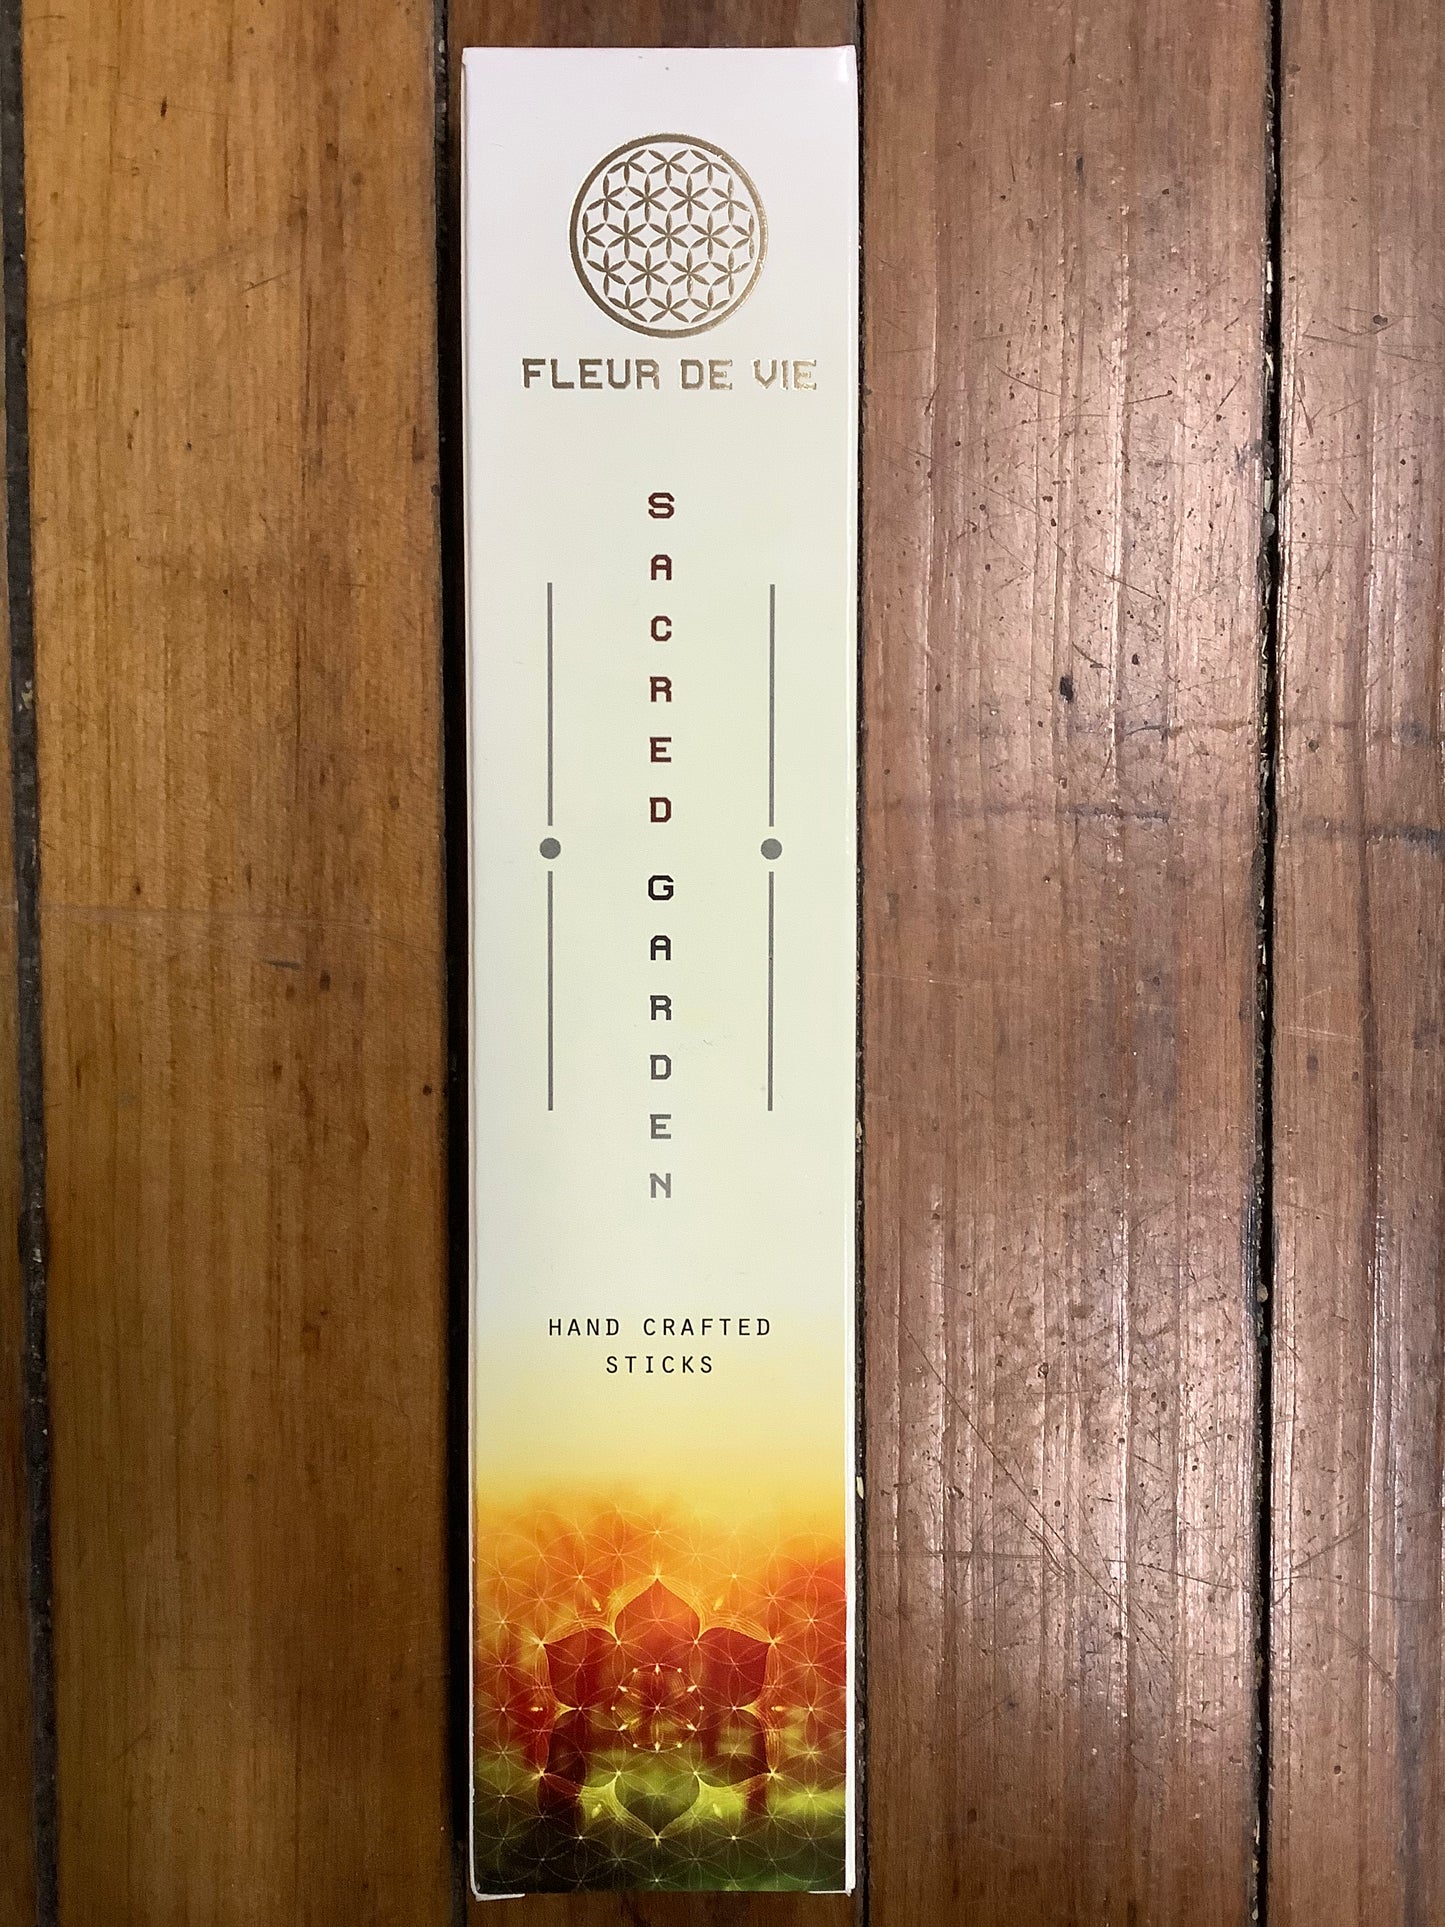 FLEUR DE VIE
SACRED GARDEN
HAND CRAFTED
STICKS